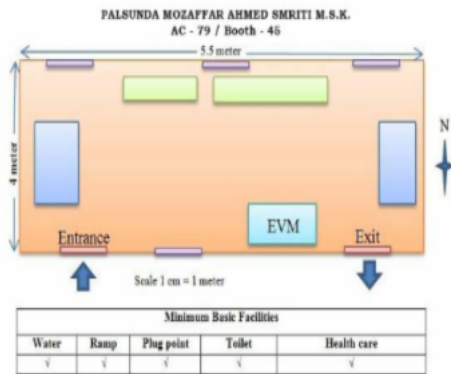 PALSUNDA MOZAFFAR AHMED SMRITI M.S.K.
AC - 79 / Booth - 45
5.5 meter
4 meter
N
EVM
Entrance
Exit
Scale 1 cm = 1 meter
Minimum Basic Facilities
Water Ramp Plug point Toilet Health care
√ √ √ √ √